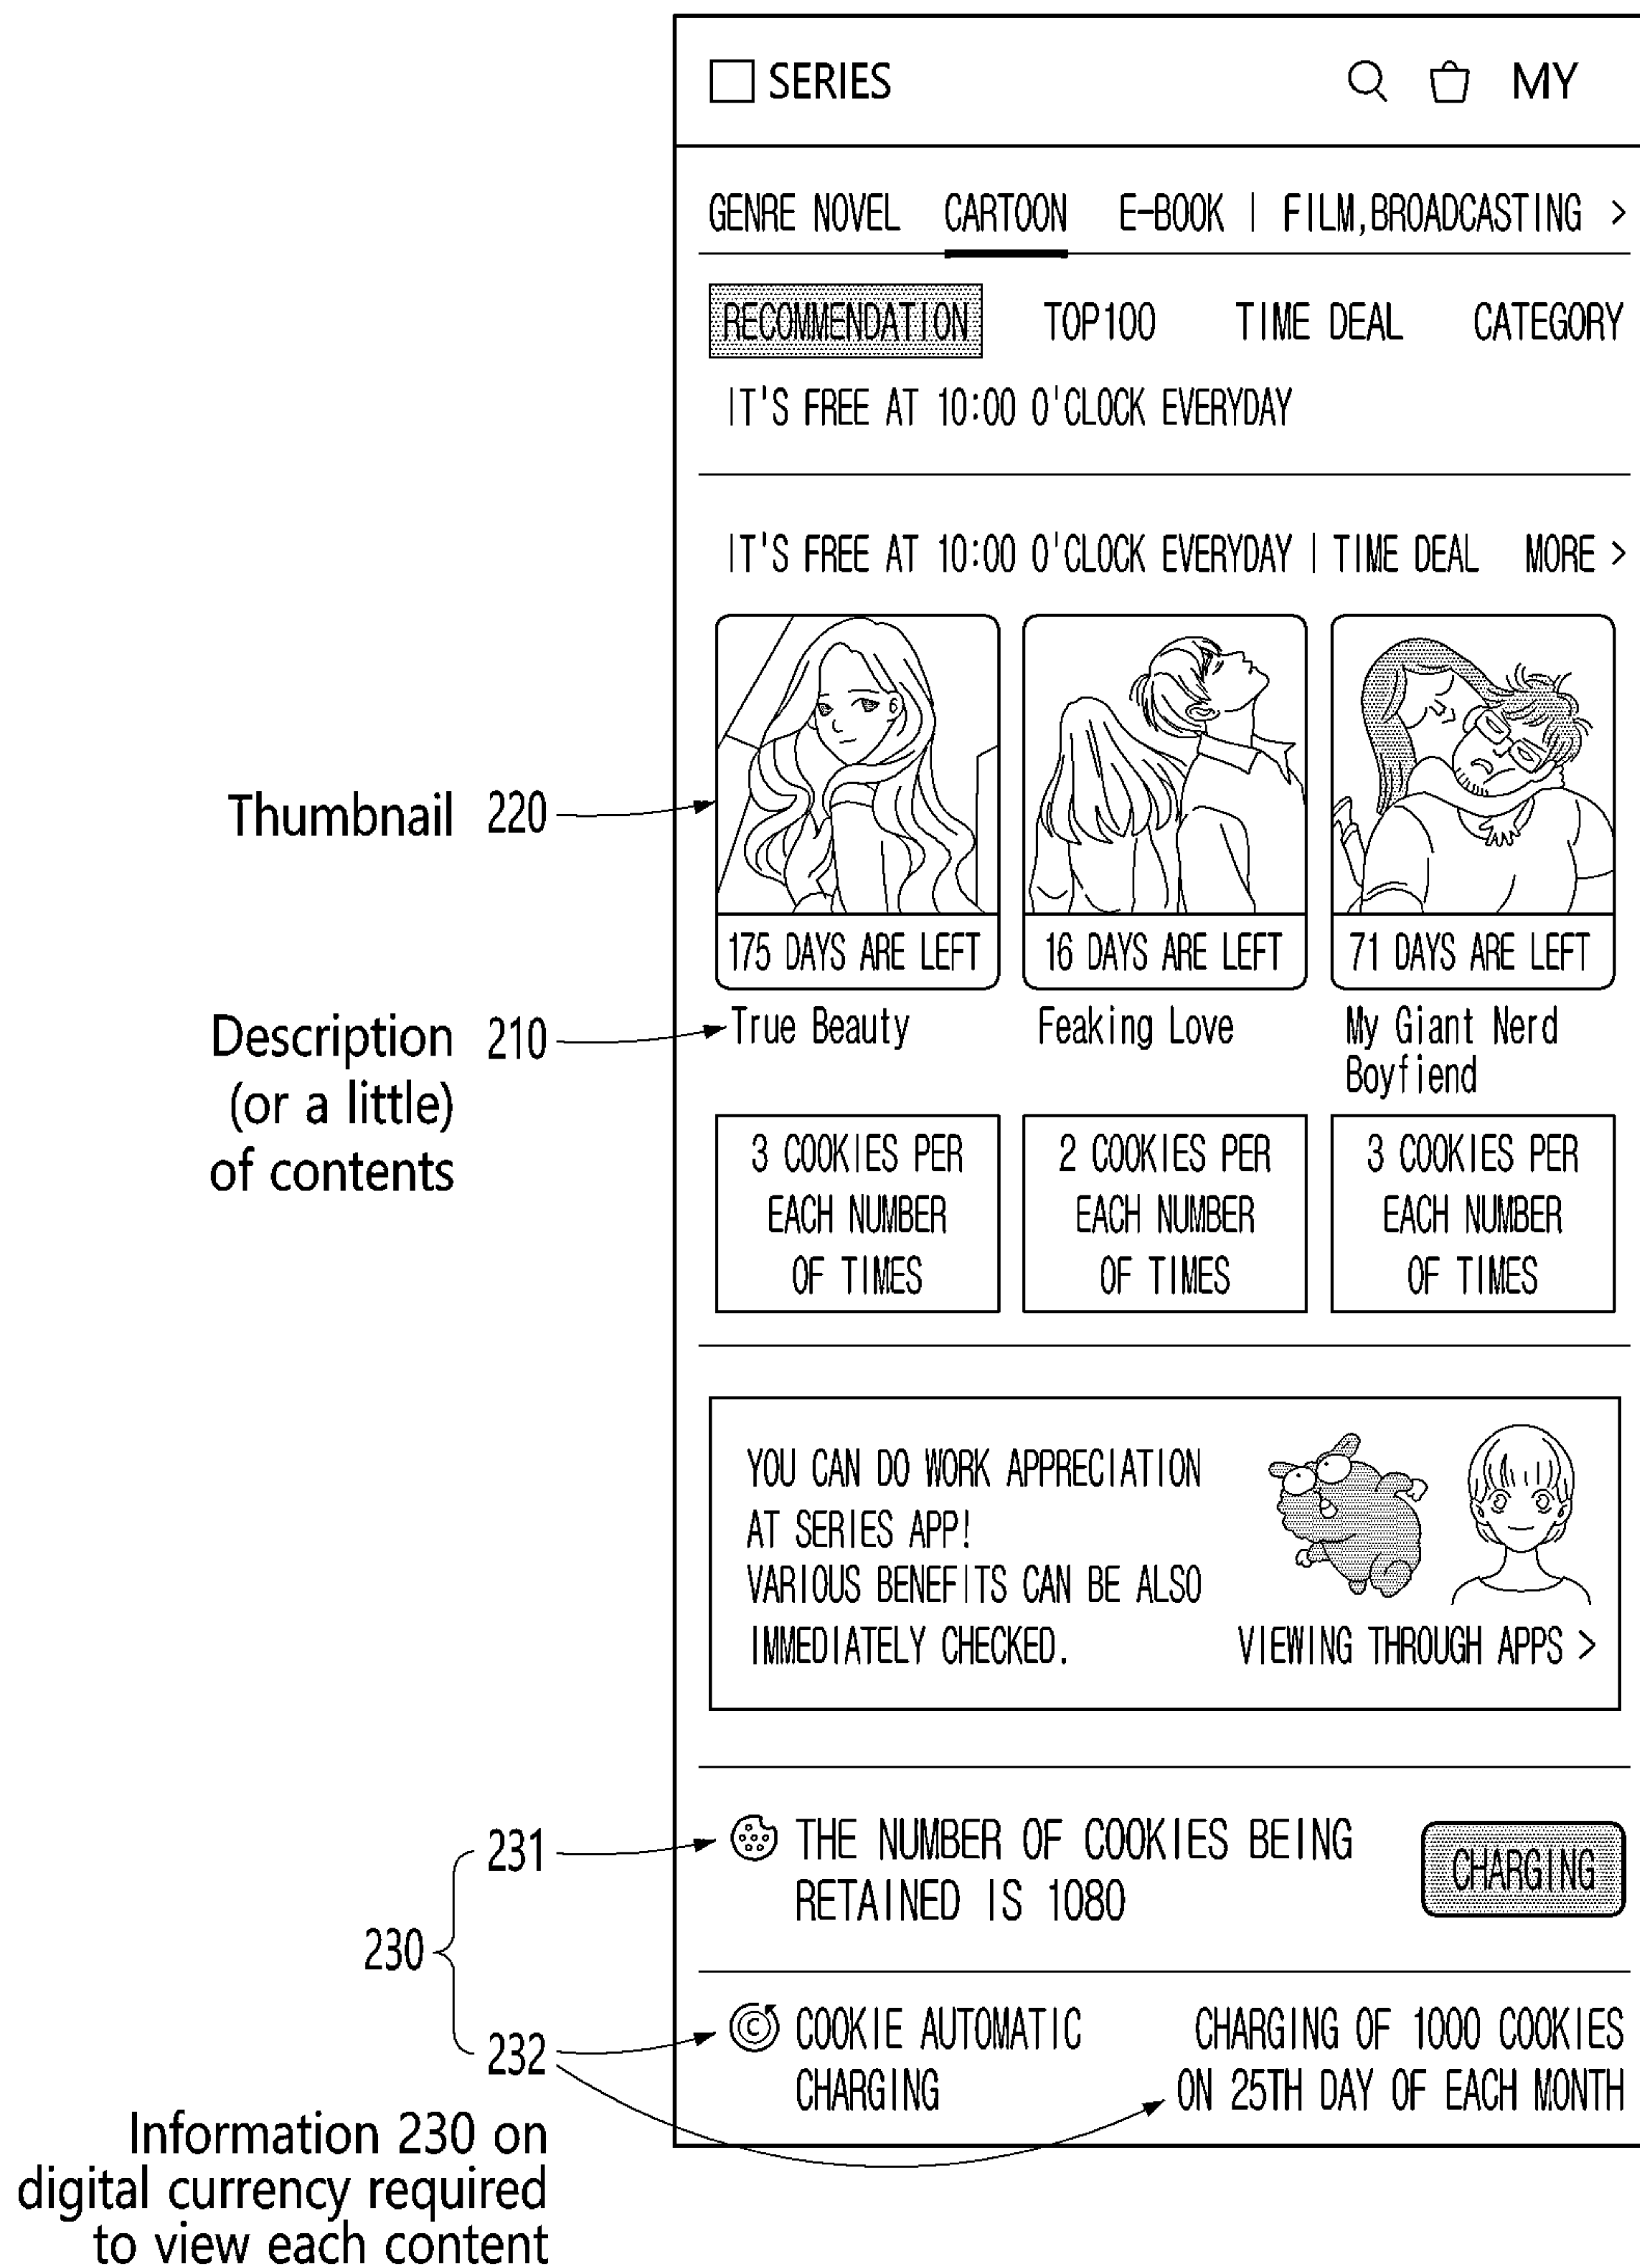 SERIES MY
GENRE NOVEL CARTOON E-BOOK | FILM,BROADCASTING >
RECOMMENDATION TOP100 TIME DEAL CATEGORY
IT'S FREE AT 10:00 O'CLOCK EVERYDAY
IT'S FREE AT 10:00 O'CLOCK EVERYDAY | TIME DEAL MORE >
Thumbnail 220
175 DAYS ARE LEFT
16 DAYS ARE LEFT
71 DAYS ARE LEFT
Description 210
(or a little)
of contents
True Beauty
Feaking Love
My Giant Nerd
Boyfiend
3 COOKIES PER
EACH NUMBER
OF TIMES
2 COOKIES PER
EACH NUMBER
OF TIMES
3 COOKIES PER
EACH NUMBER
OF TIMES
YOU CAN DO WORK APPRECIATION
AT SERIES APP!
VARIOUS BENEFITS CAN BE ALSO
IMMEDIATELY CHECKED.
VIEWING THROUGH APPS >
230
231
THE NUMBER OF COOKIES BEING
RETAINED IS 1080
CHARGING
232
C
COOKIE AUTOMATIC
CHARGING
CHARGING OF 1000 COOKIES
ON 25TH DAY OF EACH MONTH
Information 230 on
digital currency required
to view each content